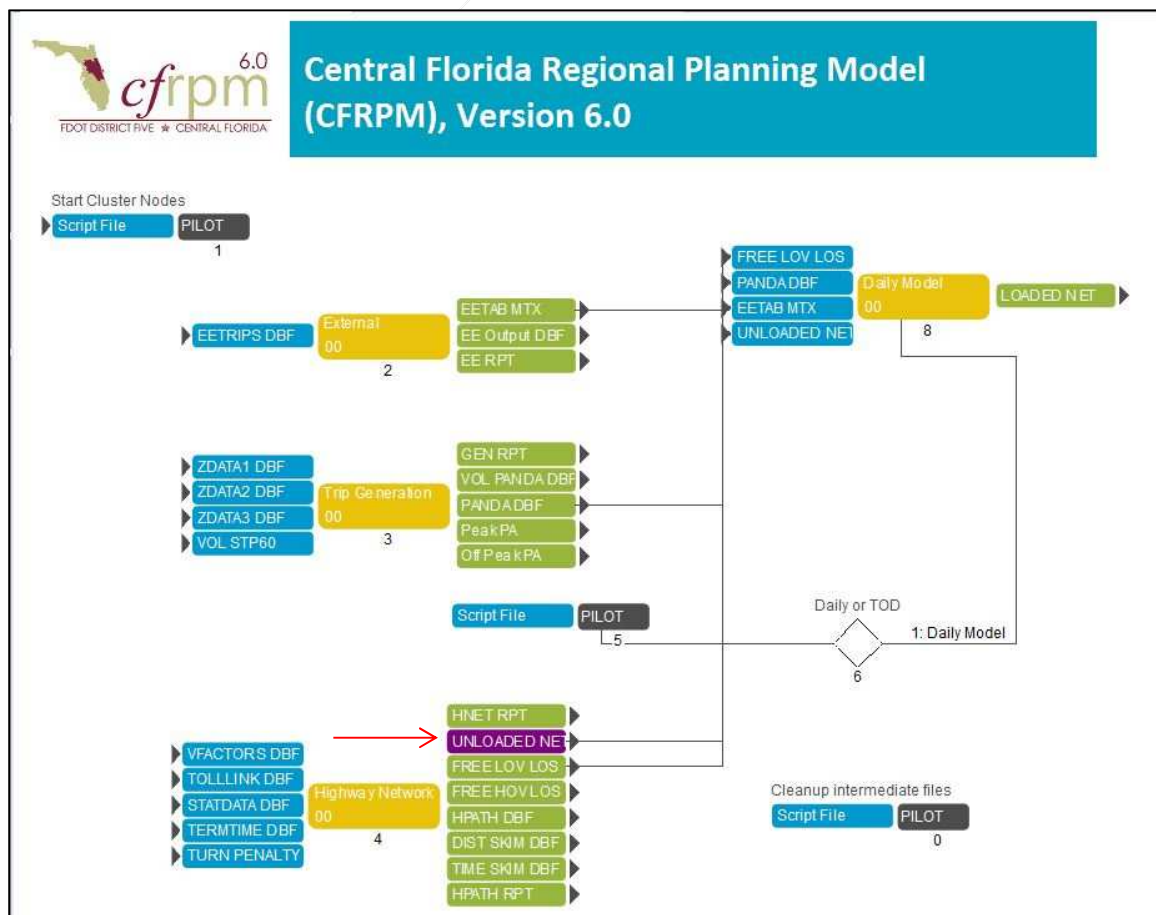 6.0
cfrpm
FDOT DISTRICT FIVE ★ CENTRAL FLORIDA
Central Florida Regional Planning Model
(CFRPM), Version 6.0
Start Cluster Nodes
Script File
PILOT
1
EETRIPS DBF
External
00
2
EETAB MTX
EE Output DBF
EE RPT
FREE LOV LOS
PANDA DBF
EETAB MTX
UNLOADED NET
Daily Model
00
8
LOADED NET
ZDATA1 DBF
ZDATA2 DBF
ZDATA3 DBF
VOL STP60
Trip Generation
00
3
GEN RPT
VOL PANDA DBF
PANDA DBF
Peak PA
Off Peak PA
Script File
PILOT
5
Daily or TOD
1: Daily Model
6
VFACTORS DBF
TOLLLINK DBF
STATDATA DBF
TERMTIME DBF
TURN PENALTY
Highway Network
00
4
HNET RPT
UNLOADED NET
FREE LOV LOS
FREE HOV LOS
HPATH DBF
DIST SKIM DBF
TIME SKIM DBF
HPATH RPT
Cleanup intermediate files
Script File
PILOT
0